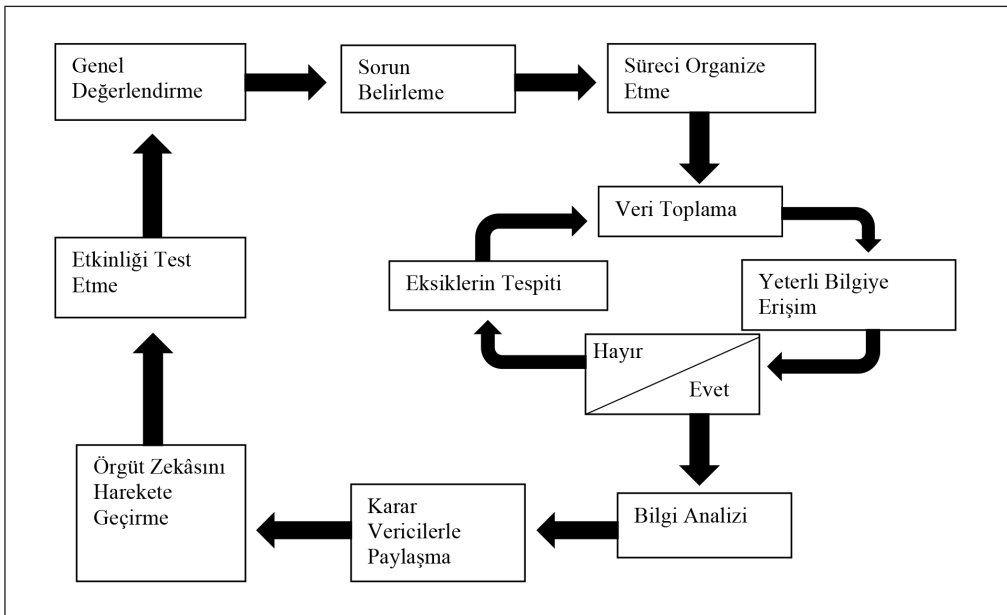 Genel
Değerlendirme
Sorun
Belirleme
Süreci Organize
Etme
Veri Toplama
Yeterli Bilgiye
Erişim
Hayır
Evet
Eksiklerin Tespiti
Bilgi Analizi
Karar
Vericilerle
Paylaşma
Örgüt Zekâsını
Harekete
Geçirme
Etkinliği Test
Etme